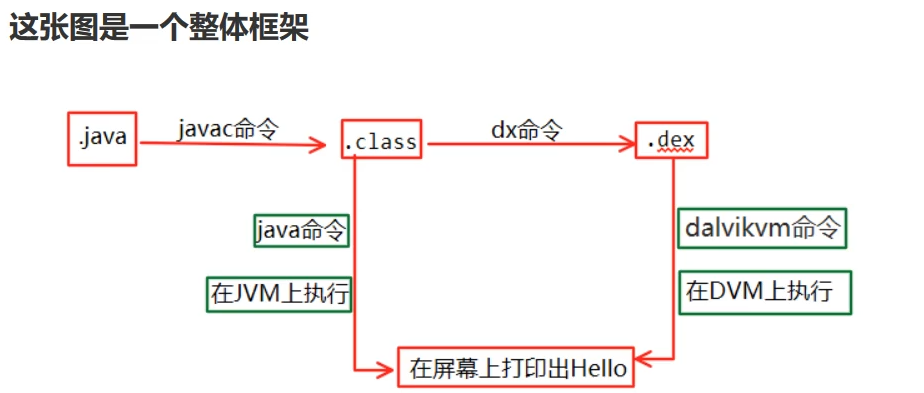 这张图是一个整体框架
.java
javac命令
.class
dx命令
.dex
java命令
dalvikvm命令
在JVM上执行
在DVM上执行
在屏幕上打印出Hello